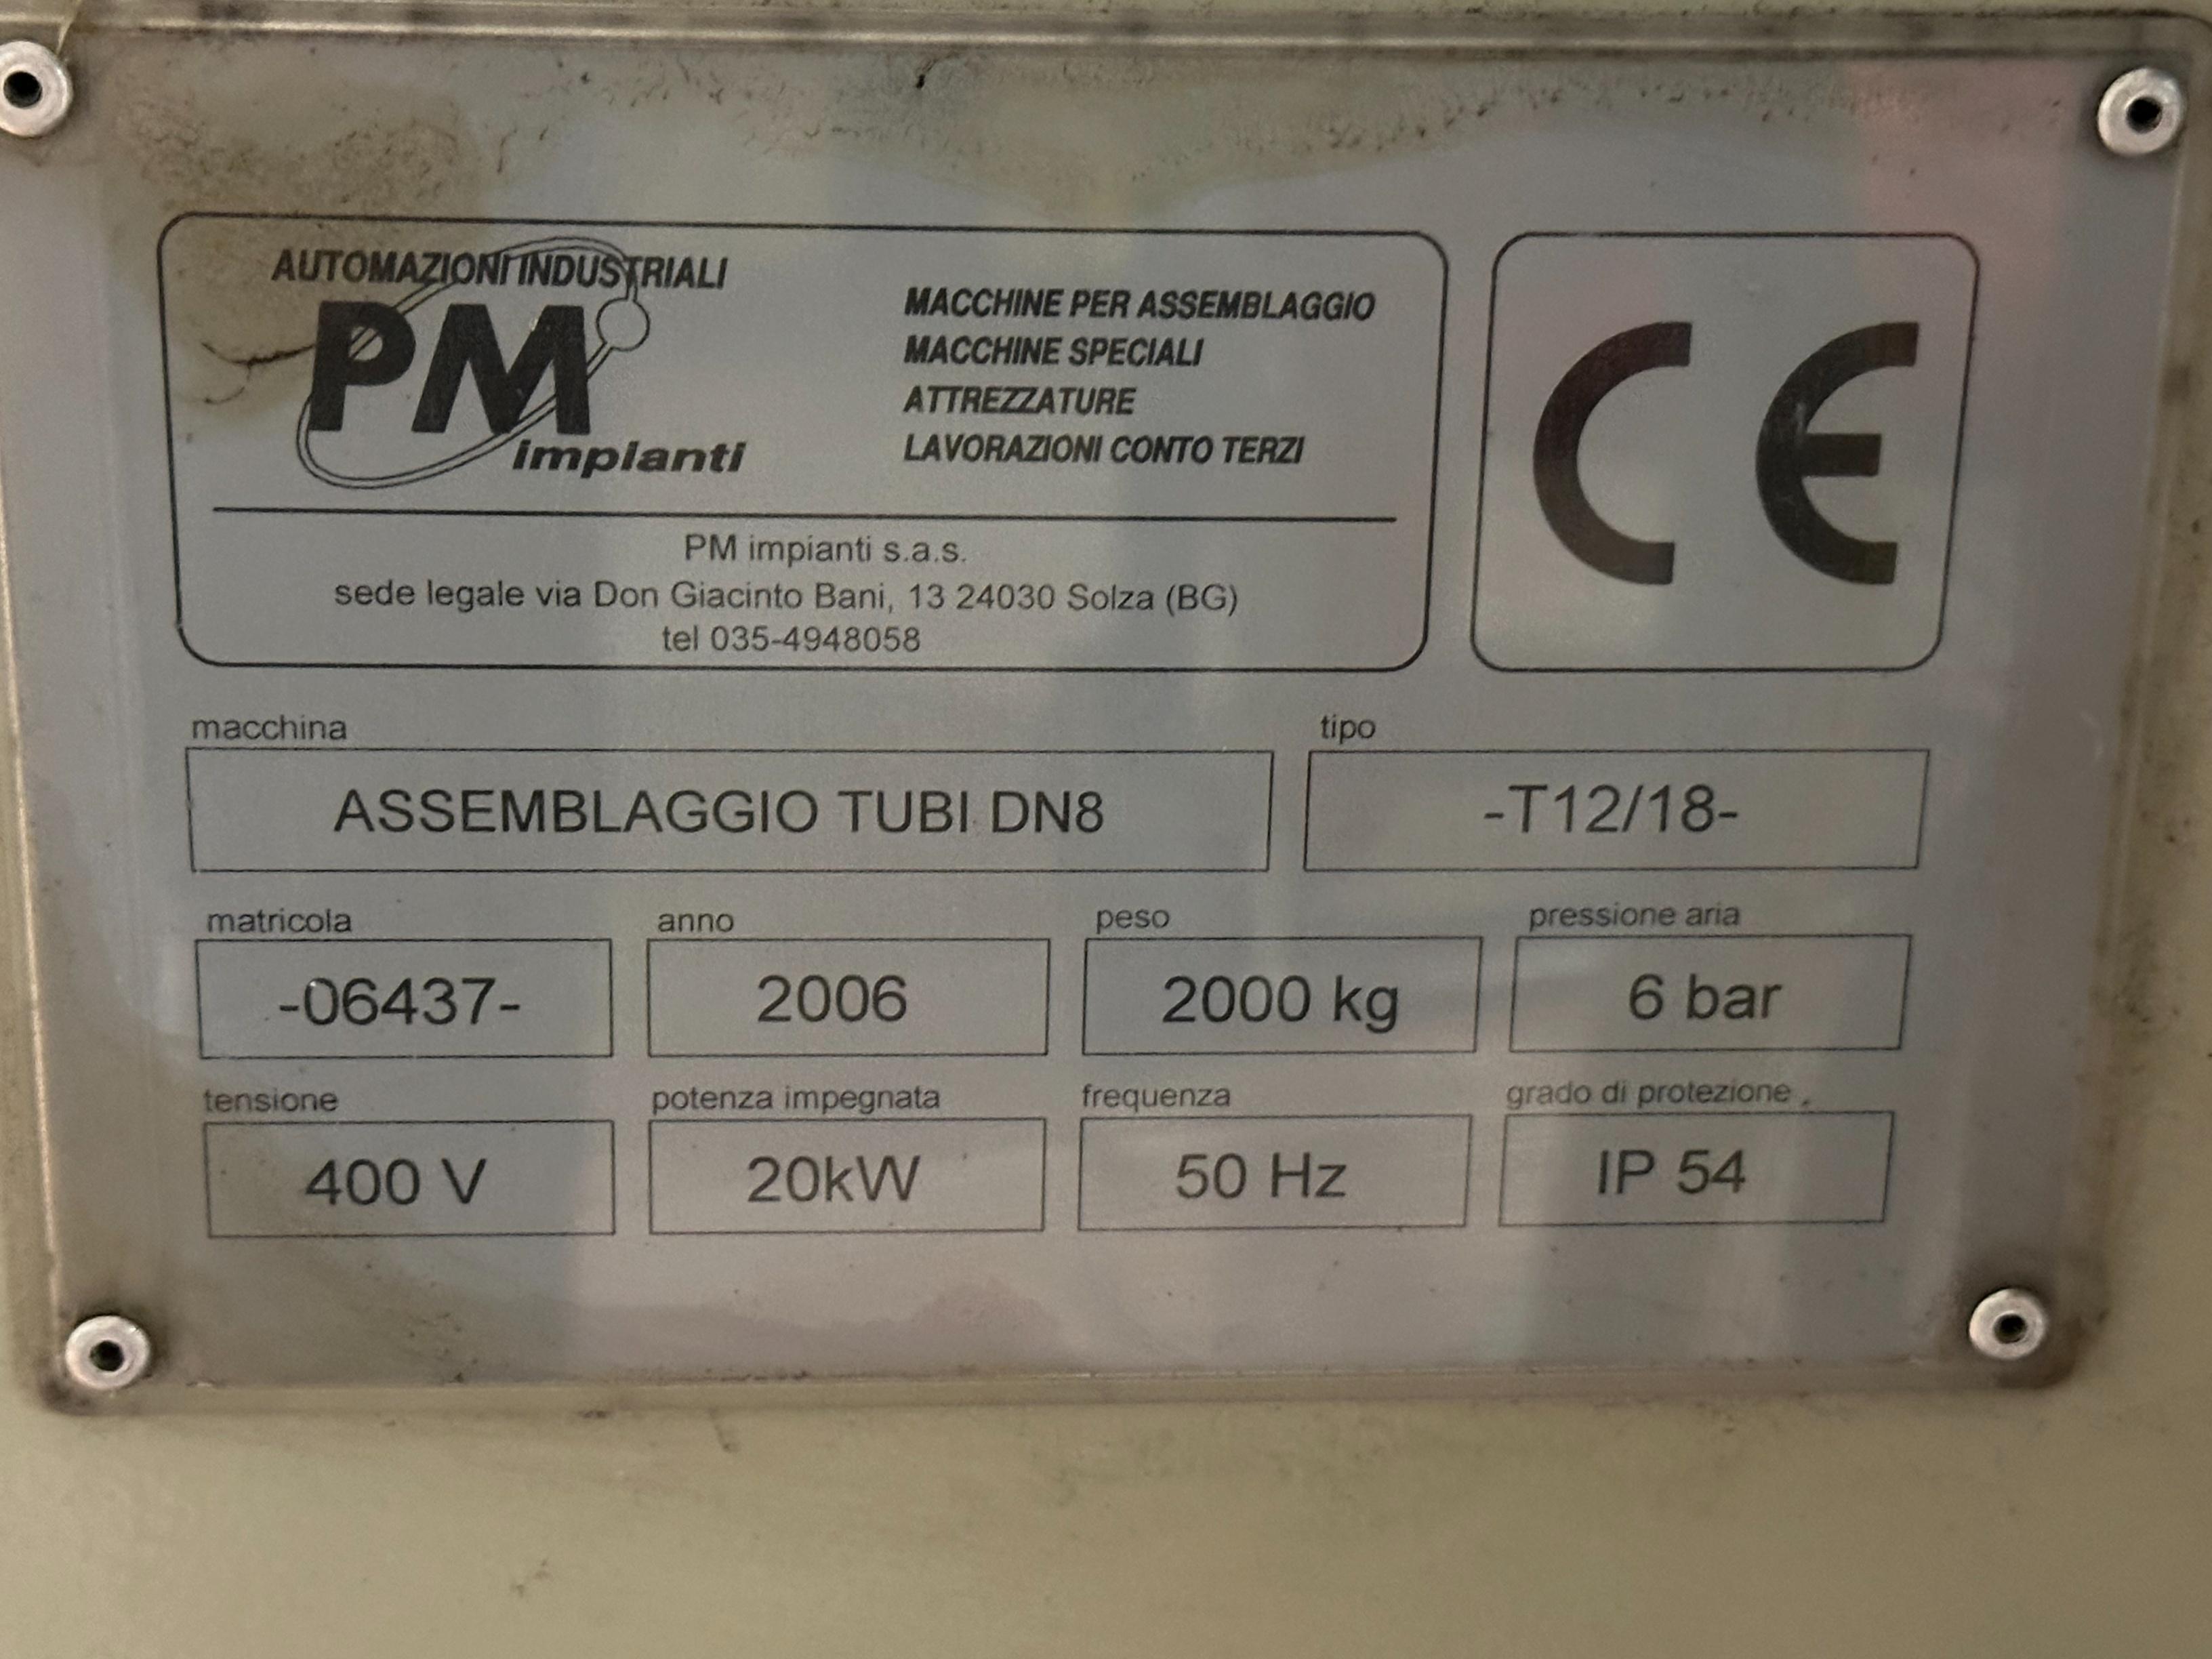 AUTOMAZIONI INDUSTRIALI
PM
impianti
MACCHINE PER ASSEMBLAGGIO
MACCHINE SPECIALI
ATTREZZATURE
LAVORAZIONI CONTO TERZI
PM impianti s.a.s.
sede legale via Don Giacinto Bani, 13 24030 Solza (BG)
tel 035-4948058
CE
macchina
ASSEMBLAGGIO TUBI DN8
tipo
-T12/18-
matricola
-06437-
anno
2006
peso
2000 kg
pressione aria
6 bar
tensione
400 V
potenza impegnata
20kW
frequenza
50 Hz
grado di protezione
IP 54